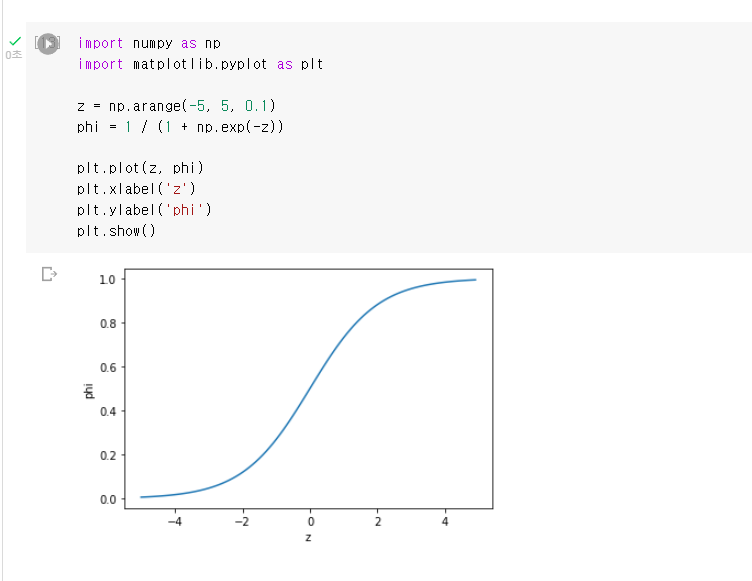 import numpy as np
import matplotlib.pyplot as plt
0초
z = np.arange(-5, 5, 0.1)
phi = 1 / (1 + np.exp(-z))
plt.plot(z, phi)
plt.xlabel('z')
plt.ylabel('phi')
plt.show()
1.0
0.8
0.6
phi
0.4
0.2
0.0
−4 −2 0 2 4
z